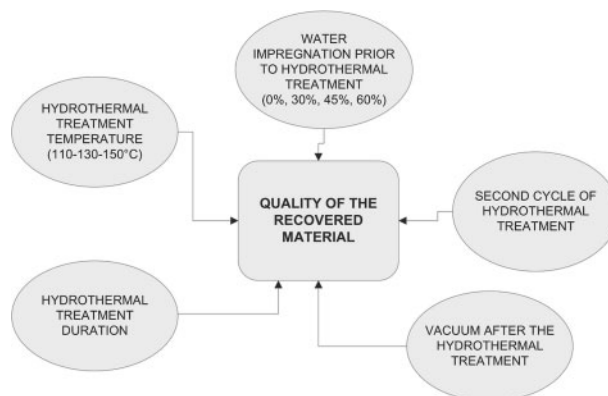 WATER
IMPREGNATION PRIOR
TO HYDROTHERMAL
TREATMENT
(0%, 30%, 45%, 60%)
HYDROTHERMAL
TREATMENT
TEMPERATURE
(110-130-150°C)
QUALITY OF THE
RECOVERED
MATERIAL
SECOND CYCLE OF
HYDROTHERMAL
TREATMENT
HYDROTHERMAL
TREATMENT
DURATION
VACUUM AFTER THE
HYDROTHERMAL
TREATMENT